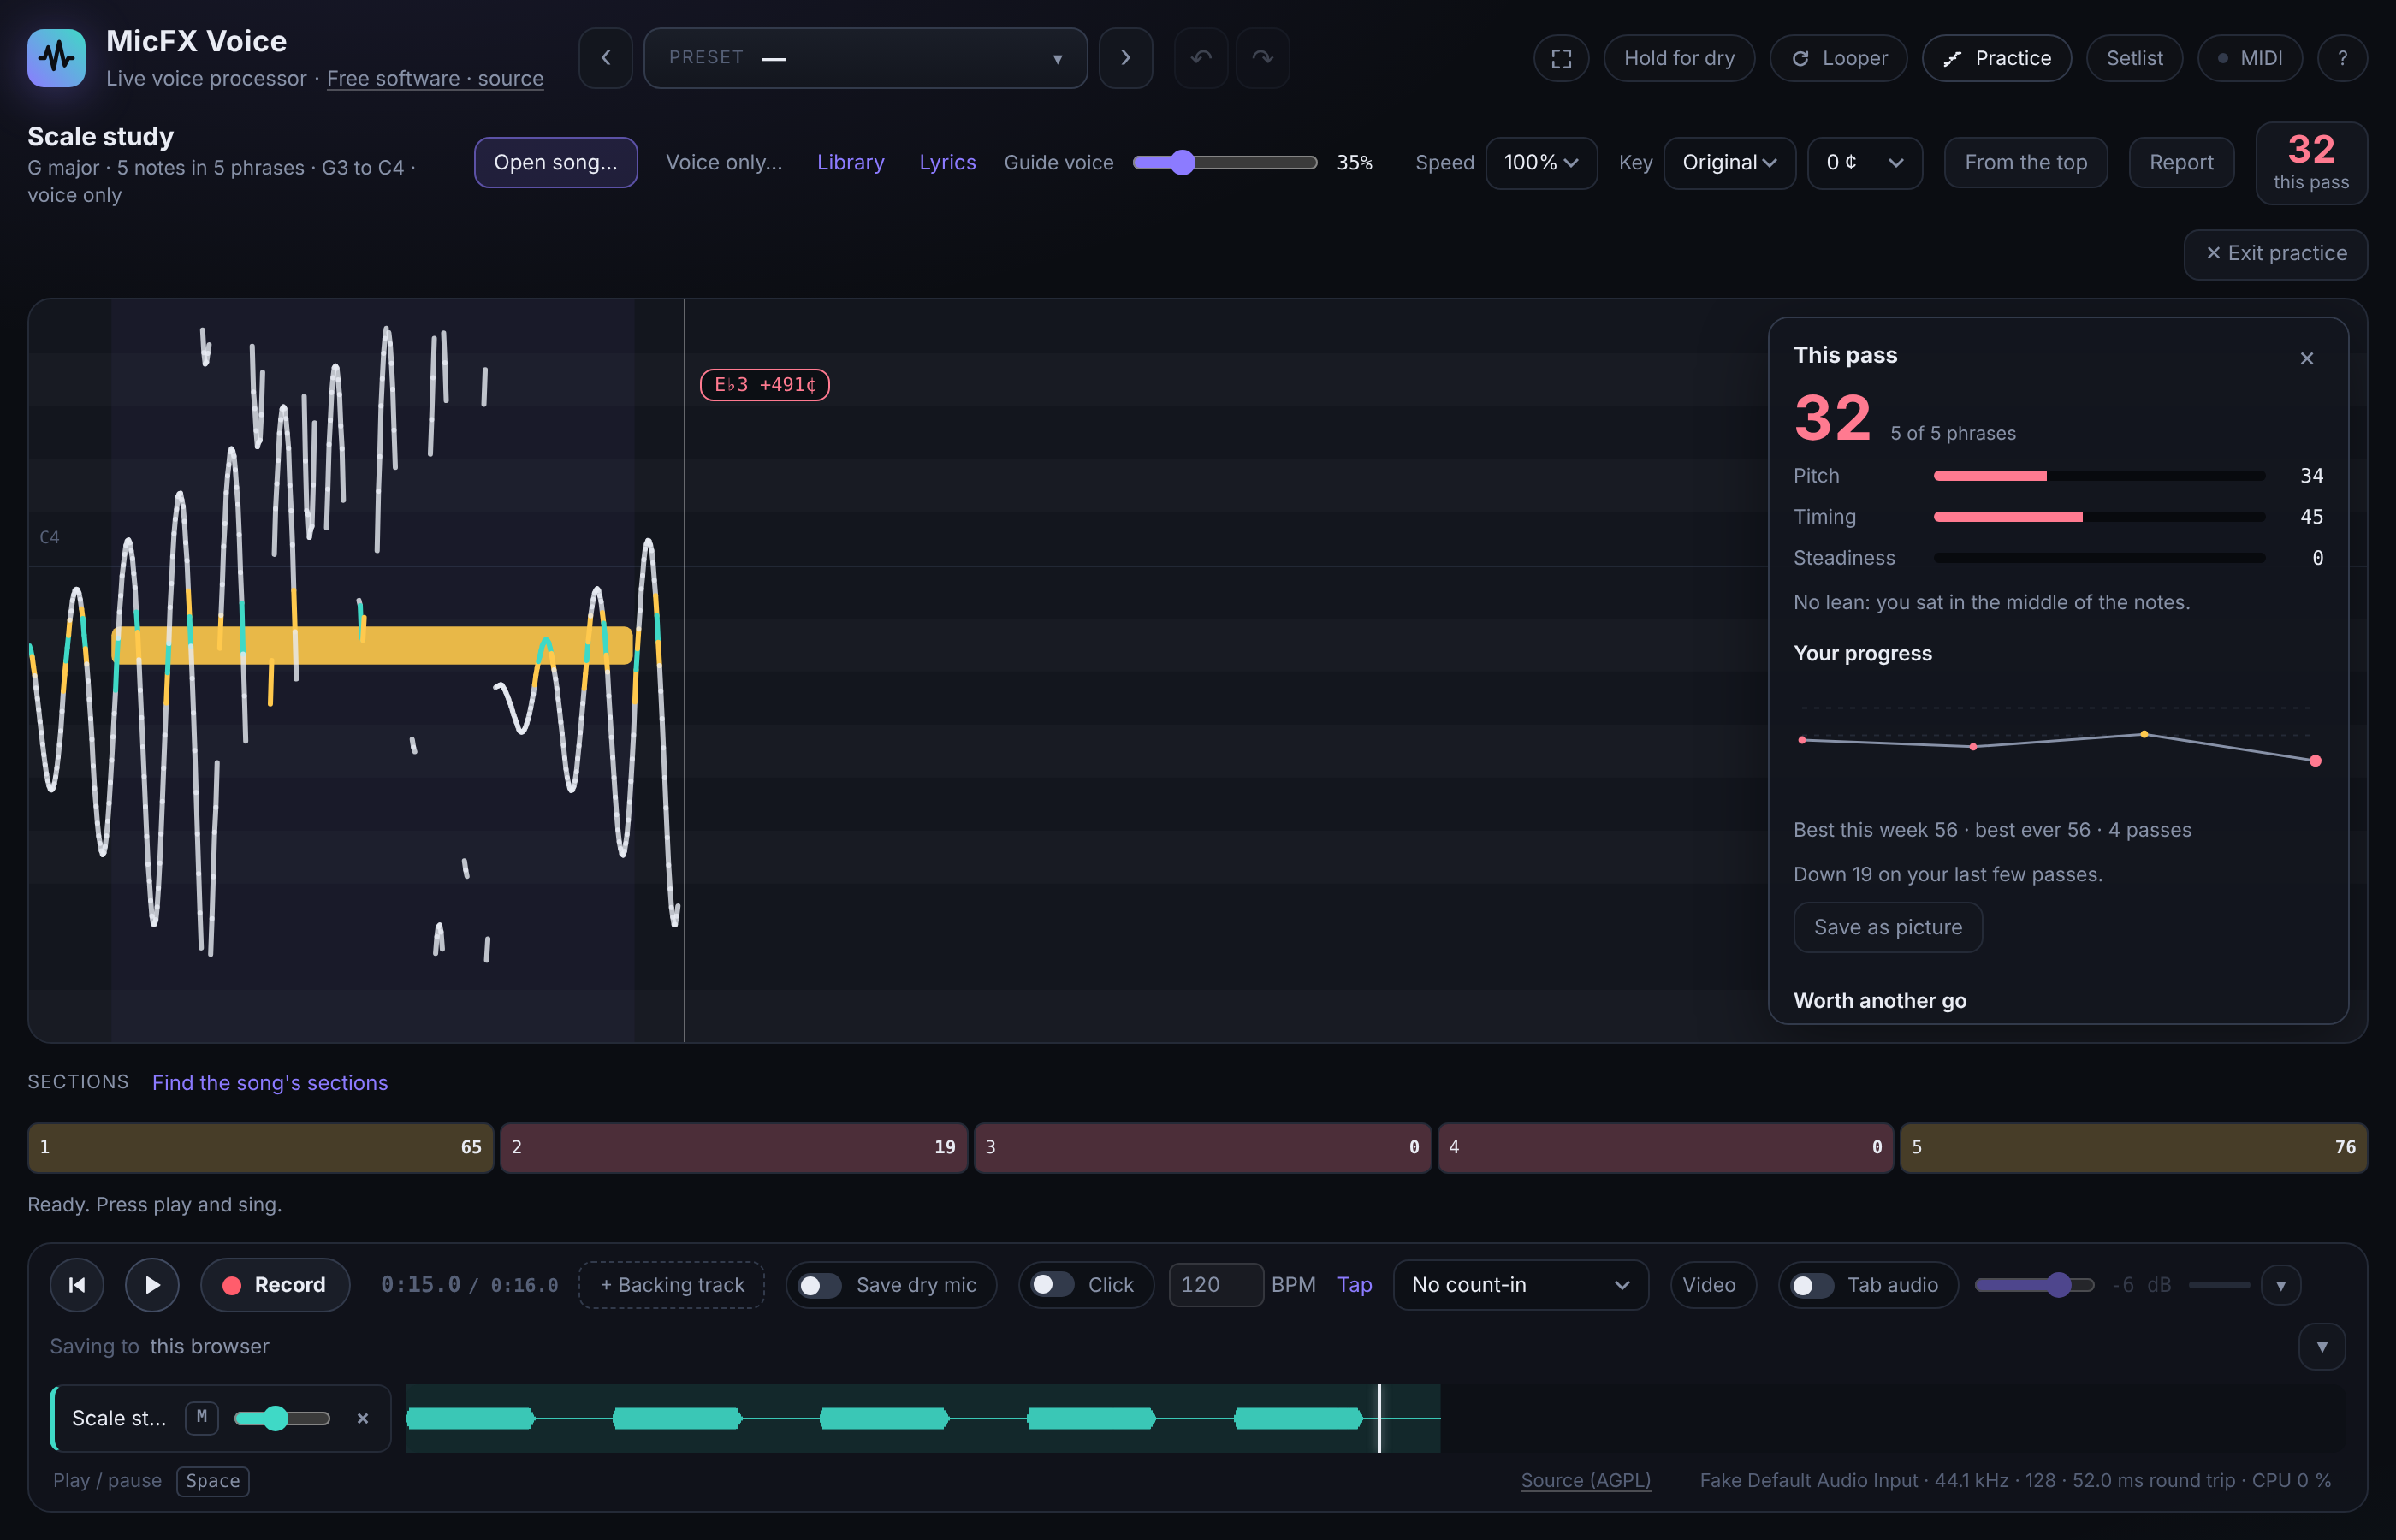 MicFX Voice
Live voice processor · Free software · source
‹ PRESET — ▼ › ↶ ↷
Hold for dry
Looper
Practice
Setlist
MIDI
?
Scale study
G major · 5 notes in 5 phrases · G3 to C4 ·
voice only
Open song...
Voice only...
Library
Lyrics
Guide voice 35%
Speed 100%
Key Original
0 ¢
From the top
Report
32
this pass
✕ Exit practice
E♭3 +491¢
C4
This pass ✕
32 5 of 5 phrases
Pitch 34
Timing 45
Steadiness 0
No lean: you sat in the middle of the notes.
Your progress
Best this week 56 · best ever 56 · 4 passes
Down 19 on your last few passes.
Save as picture
Worth another go
SECTIONS Find the song's sections
1 65 2 19 3 0 4 0 5 76
Ready. Press play and sing.
Record 0:15.0 / 0:16.0 + Backing track Save dry mic Click 120 BPM Tap No count-in Video Tab audio -6 dB ▼
Saving to this browser ▼
Scale st... M ✕
Play / pause Space
Source (AGPL) Fake Default Audio Input · 44.1 kHz · 128 · 52.0 ms round trip · CPU 0 %